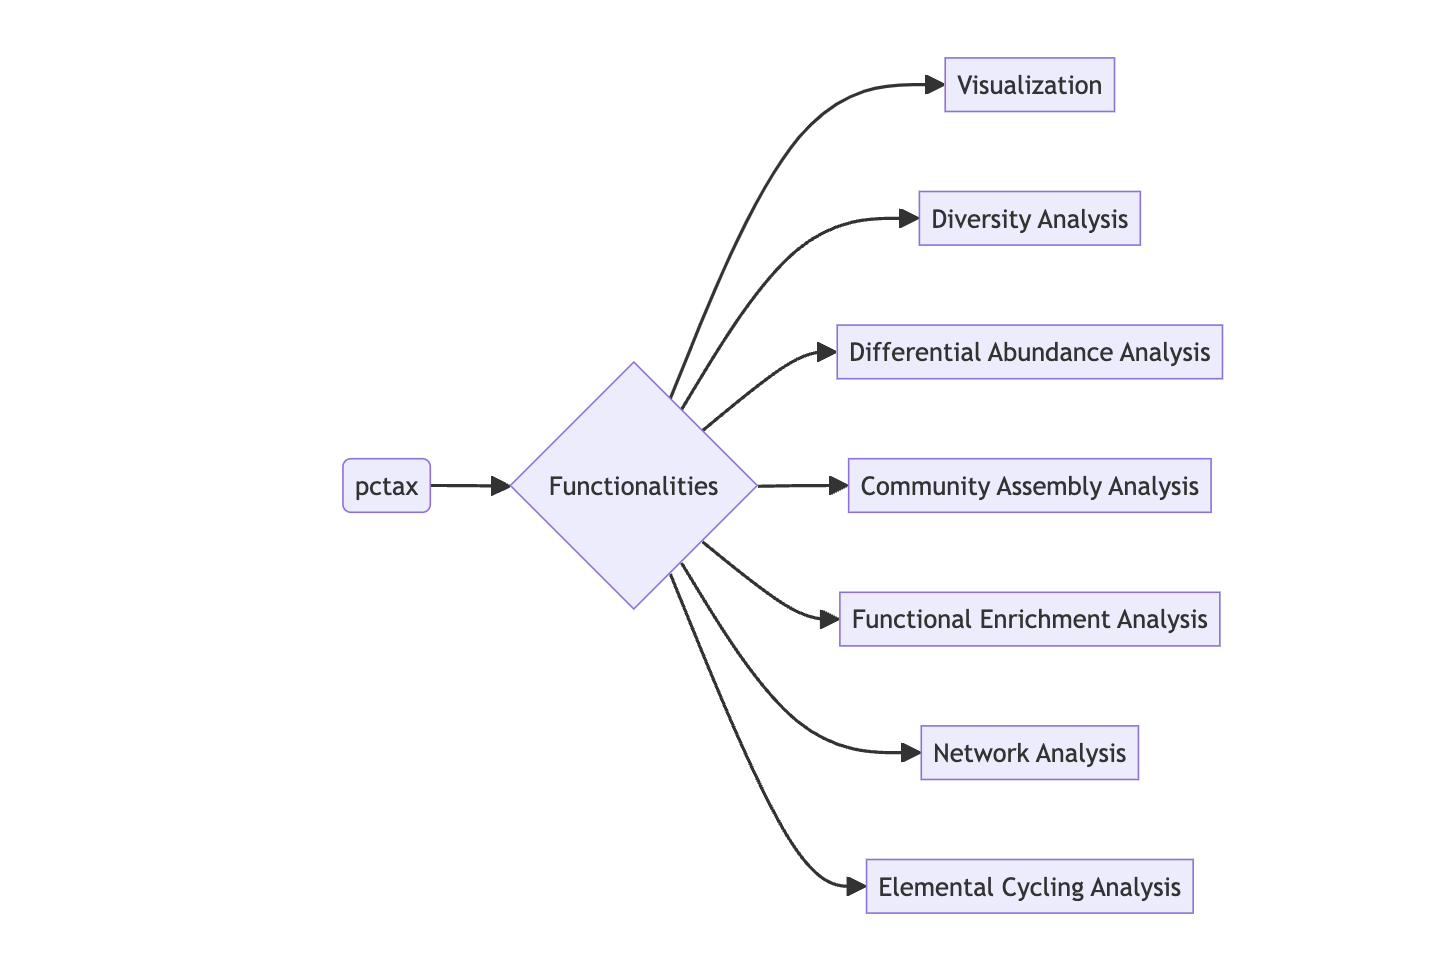 pctax
Functionalities
Visualization
Diversity Analysis
Differential Abundance Analysis
Community Assembly Analysis
Functional Enrichment Analysis
Network Analysis
Elemental Cycling Analysis